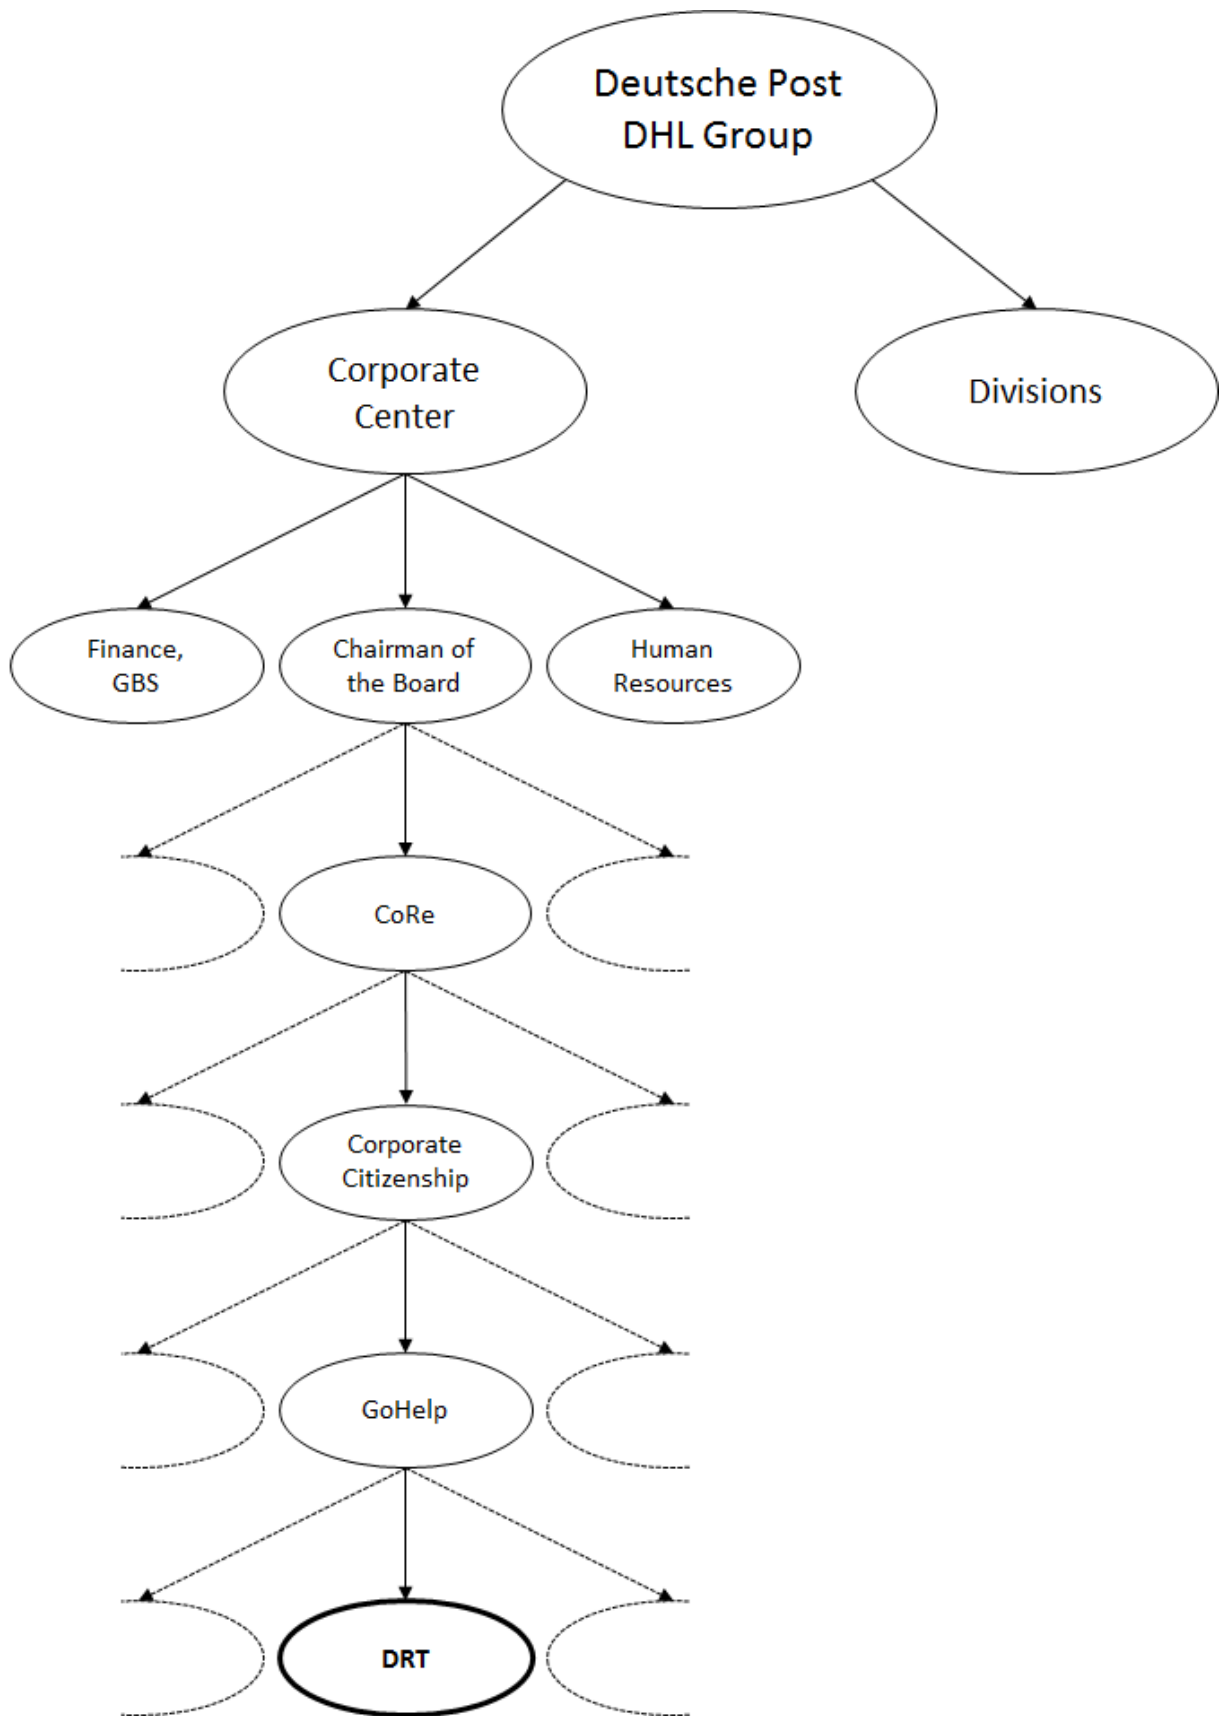 Deutsche Post
DHL Group
Corporate
Center
Divisions
Finance,
GBS
Chairman of
the Board
Human
Resources
CoRe
Corporate
Citizenship
GoHelp
DRT